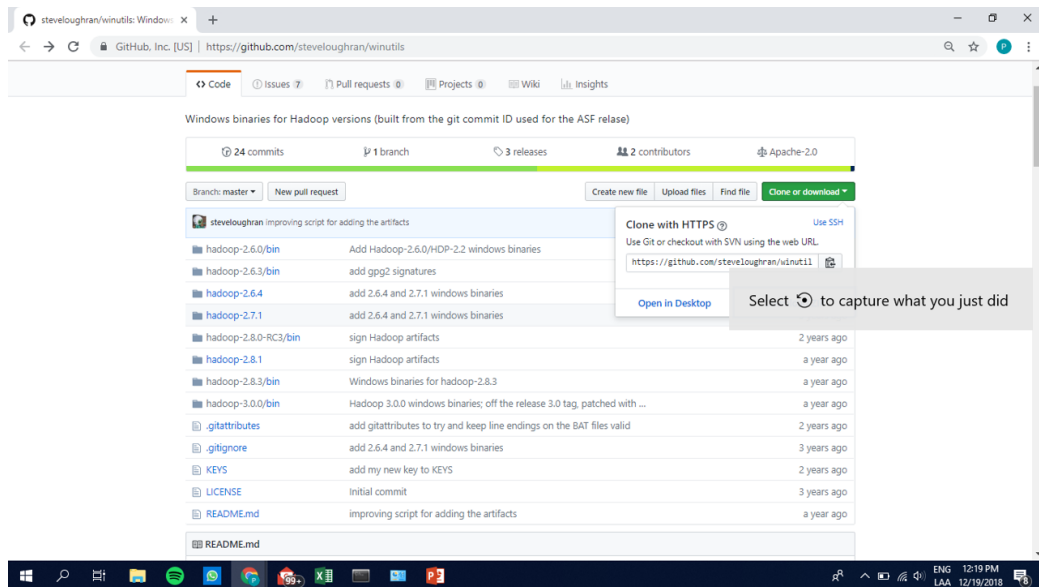 steveloughran/winutils: Windows
GitHub, Inc. [US] | https://github.com/steveloughran/winutils
Code Issues 7 Pull requests 0 Projects 0 Wiki Insights
Windows binaries for Hadoop versions (built from the git commit ID used for the ASF relase)
24 commits 1 branch 3 releases 2 contributors Apache-2.0
Branch: master New pull request Create new file Upload files Find file Clone or download
steveloughran improving script for adding the artifacts
Clone with HTTPS Use SSH
Use Git or checkout with SVN using the web URL.
https://github.com/steveloughran/winutil
Open in Desktop
Select to capture what you just did
hadoop-2.6.0/bin Add Hadoop-2.6.0/HDP-2.2 windows binaries
hadoop-2.6.3/bin add gpg2 signatures
hadoop-2.6.4 add 2.6.4 and 2.7.1 windows binaries
hadoop-2.7.1 add 2.6.4 and 2.7.1 windows binaries
hadoop-2.8.0-RC3/bin sign Hadoop artifacts 2 years ago
hadoop-2.8.1 sign Hadoop artifacts a year ago
hadoop-2.8.3/bin Windows binaries for hadoop-2.8.3 a year ago
hadoop-3.0.0/bin Hadoop 3.0.0 windows binaries; off the release 3.0 tag, patched with ... a year ago
.gitattributes add gitattributes to try and keep line endings on the BAT files valid 2 years ago
.gitignore add 2.6.4 and 2.7.1 windows binaries 3 years ago
KEYS add my new key to KEYS 2 years ago
LICENSE Initial commit 3 years ago
README.md improving script for adding the artifacts a year ago
README.md
99+
ENG 12:19 PM
LAA 12/19/2018 8